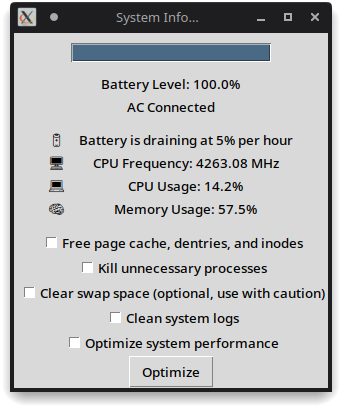 System Info...
Battery Level: 100.0%
AC Connected
Battery is draining at 5% per hour
CPU Frequency: 4263.08 MHz
CPU Usage: 14.2%
Memory Usage: 57.5%
Free page cache, dentries, and inodes
Kill unnecessary processes
Clear swap space (optional, use with caution)
Clean system logs
Optimize system performance
Optimize